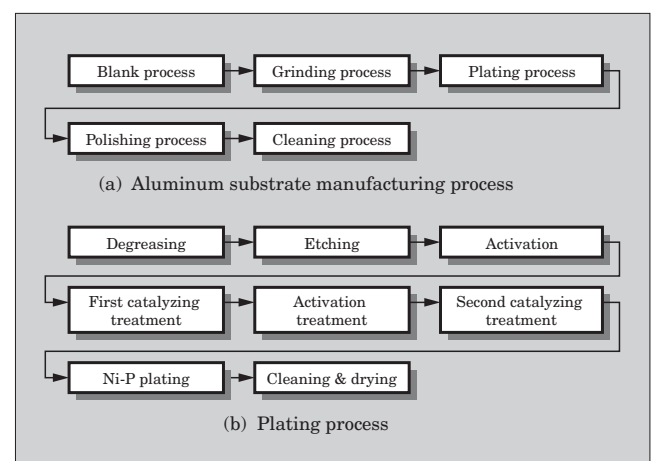 Blank process
Grinding process
Plating process
Polishing process
Cleaning process
(a) Aluminum substrate manufacturing process
Degreasing
Etching
Activation
First catalyzing
treatment
Activation
treatment
Second catalyzing
treatment
Ni-P plating
Cleaning & drying
(b) Plating process